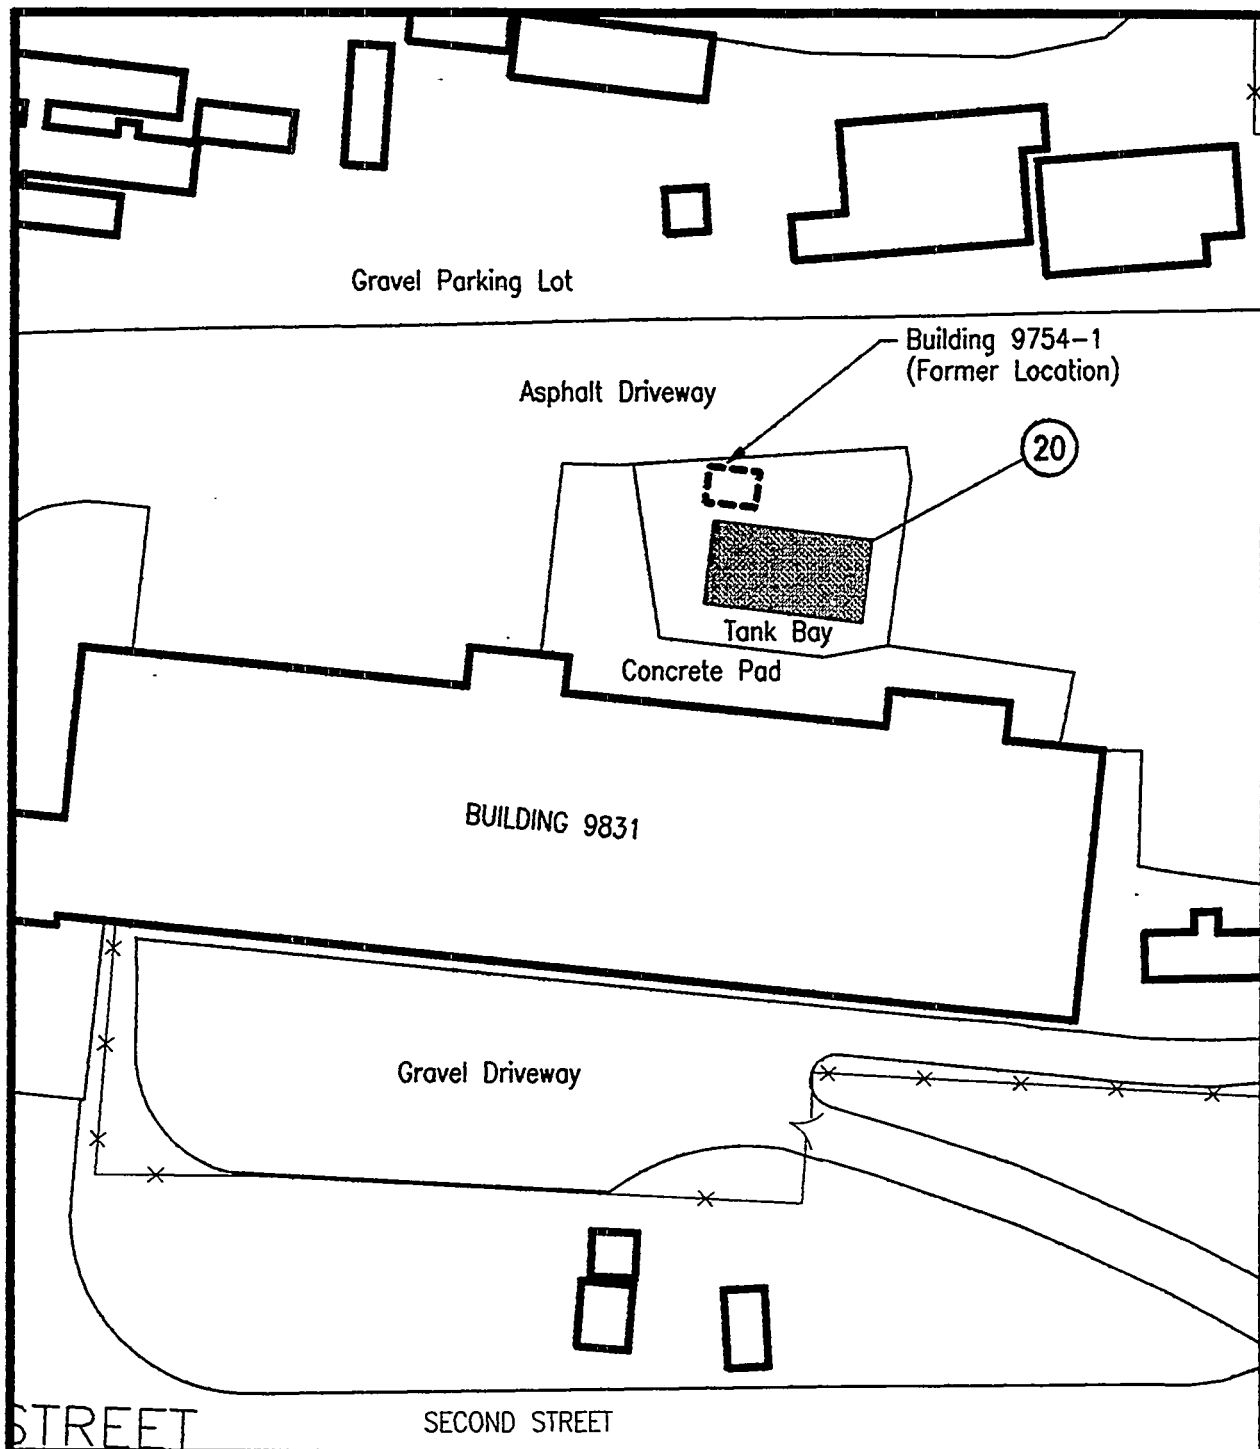 Gravel Parking Lot
Building 9754-1
(Former Location)
Asphalt Driveway
20
Tank Bay
Concrete Pad
BUILDING 9831
Gravel Driveway
STREET
SECOND STREET